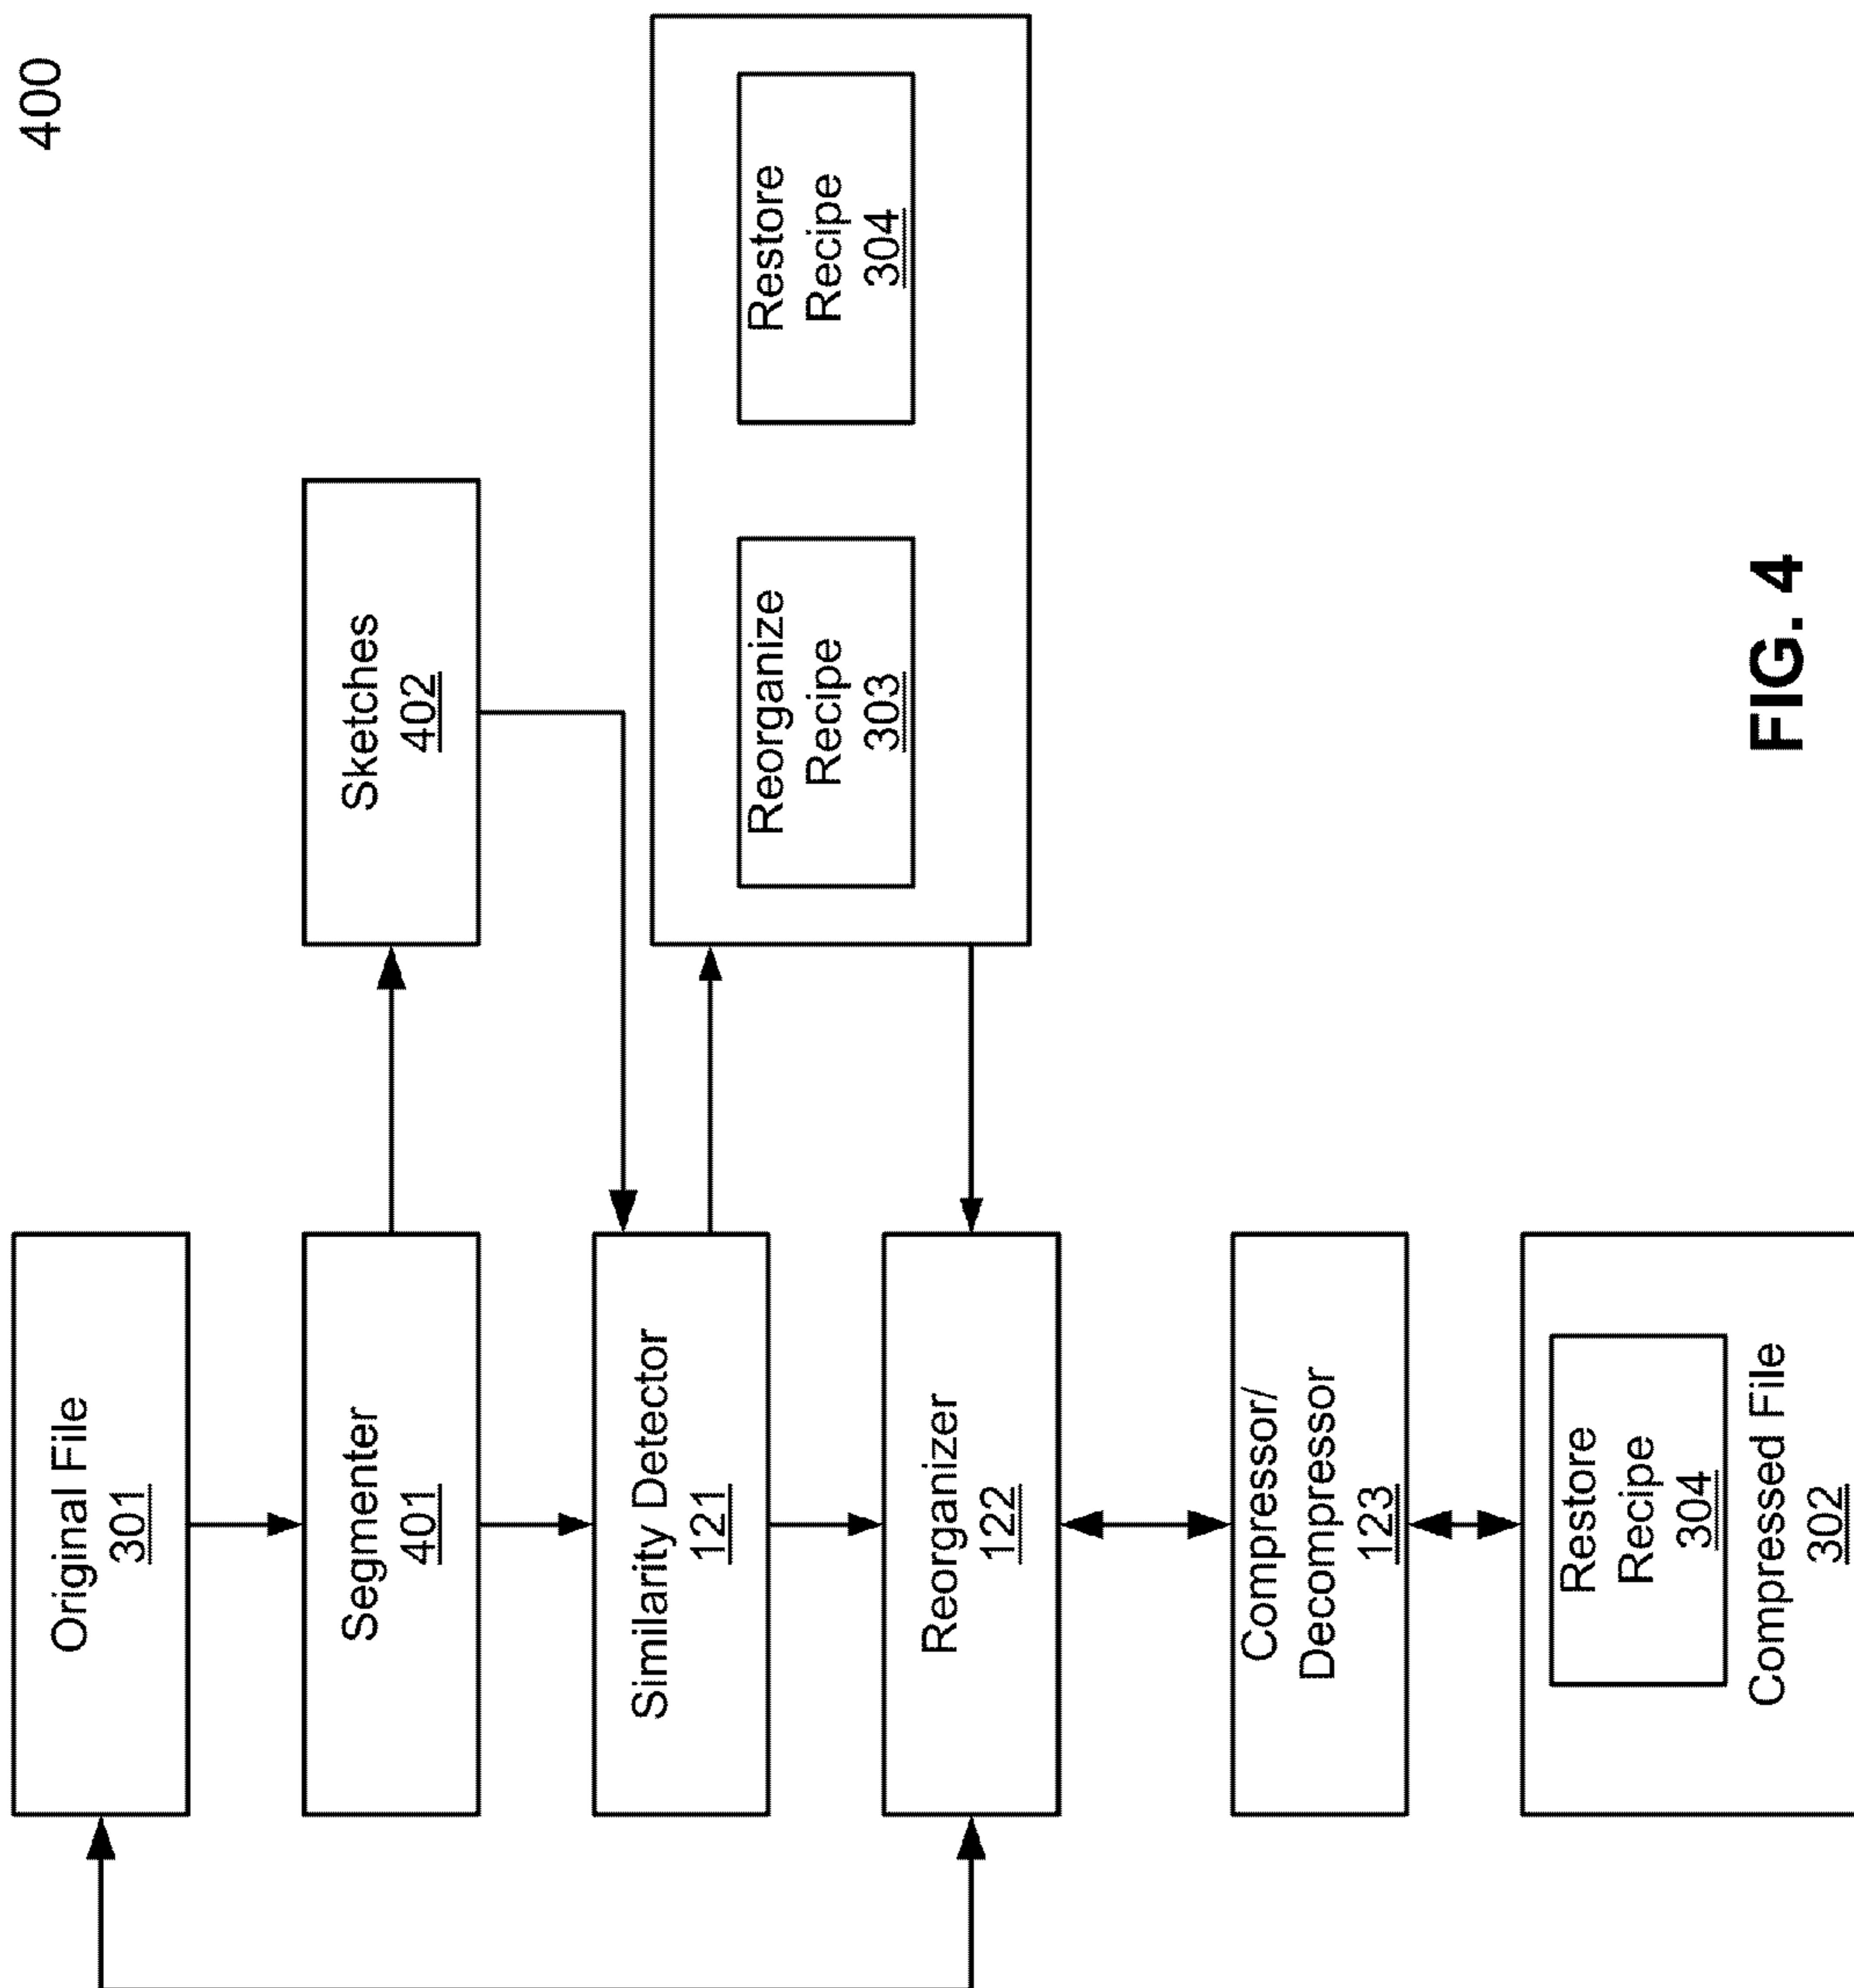 400
Original File
301
Segmenter
401
Sketches
402
Similarity Detector
121
Reorganize
Recipe
303
Restore
Recipe
304
Reorganizer
122
Compressor/
Decompressor
123
Restore
Recipe
304
Compressed File
302
FIG. 4